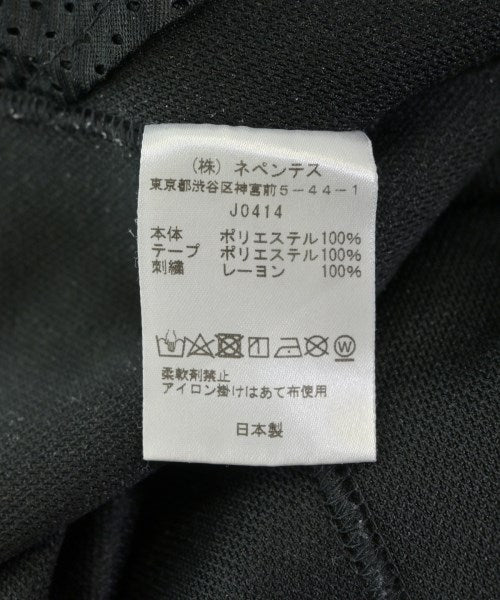 （株）ネペンテス
東京都渋谷区神宮前5-44-1
J0414
本体 ポリエステル100%
テープ ポリエステル100%
刺繍 レーヨン 100%
W
柔軟剤禁止
アイロン掛けはあて布使用
日本製